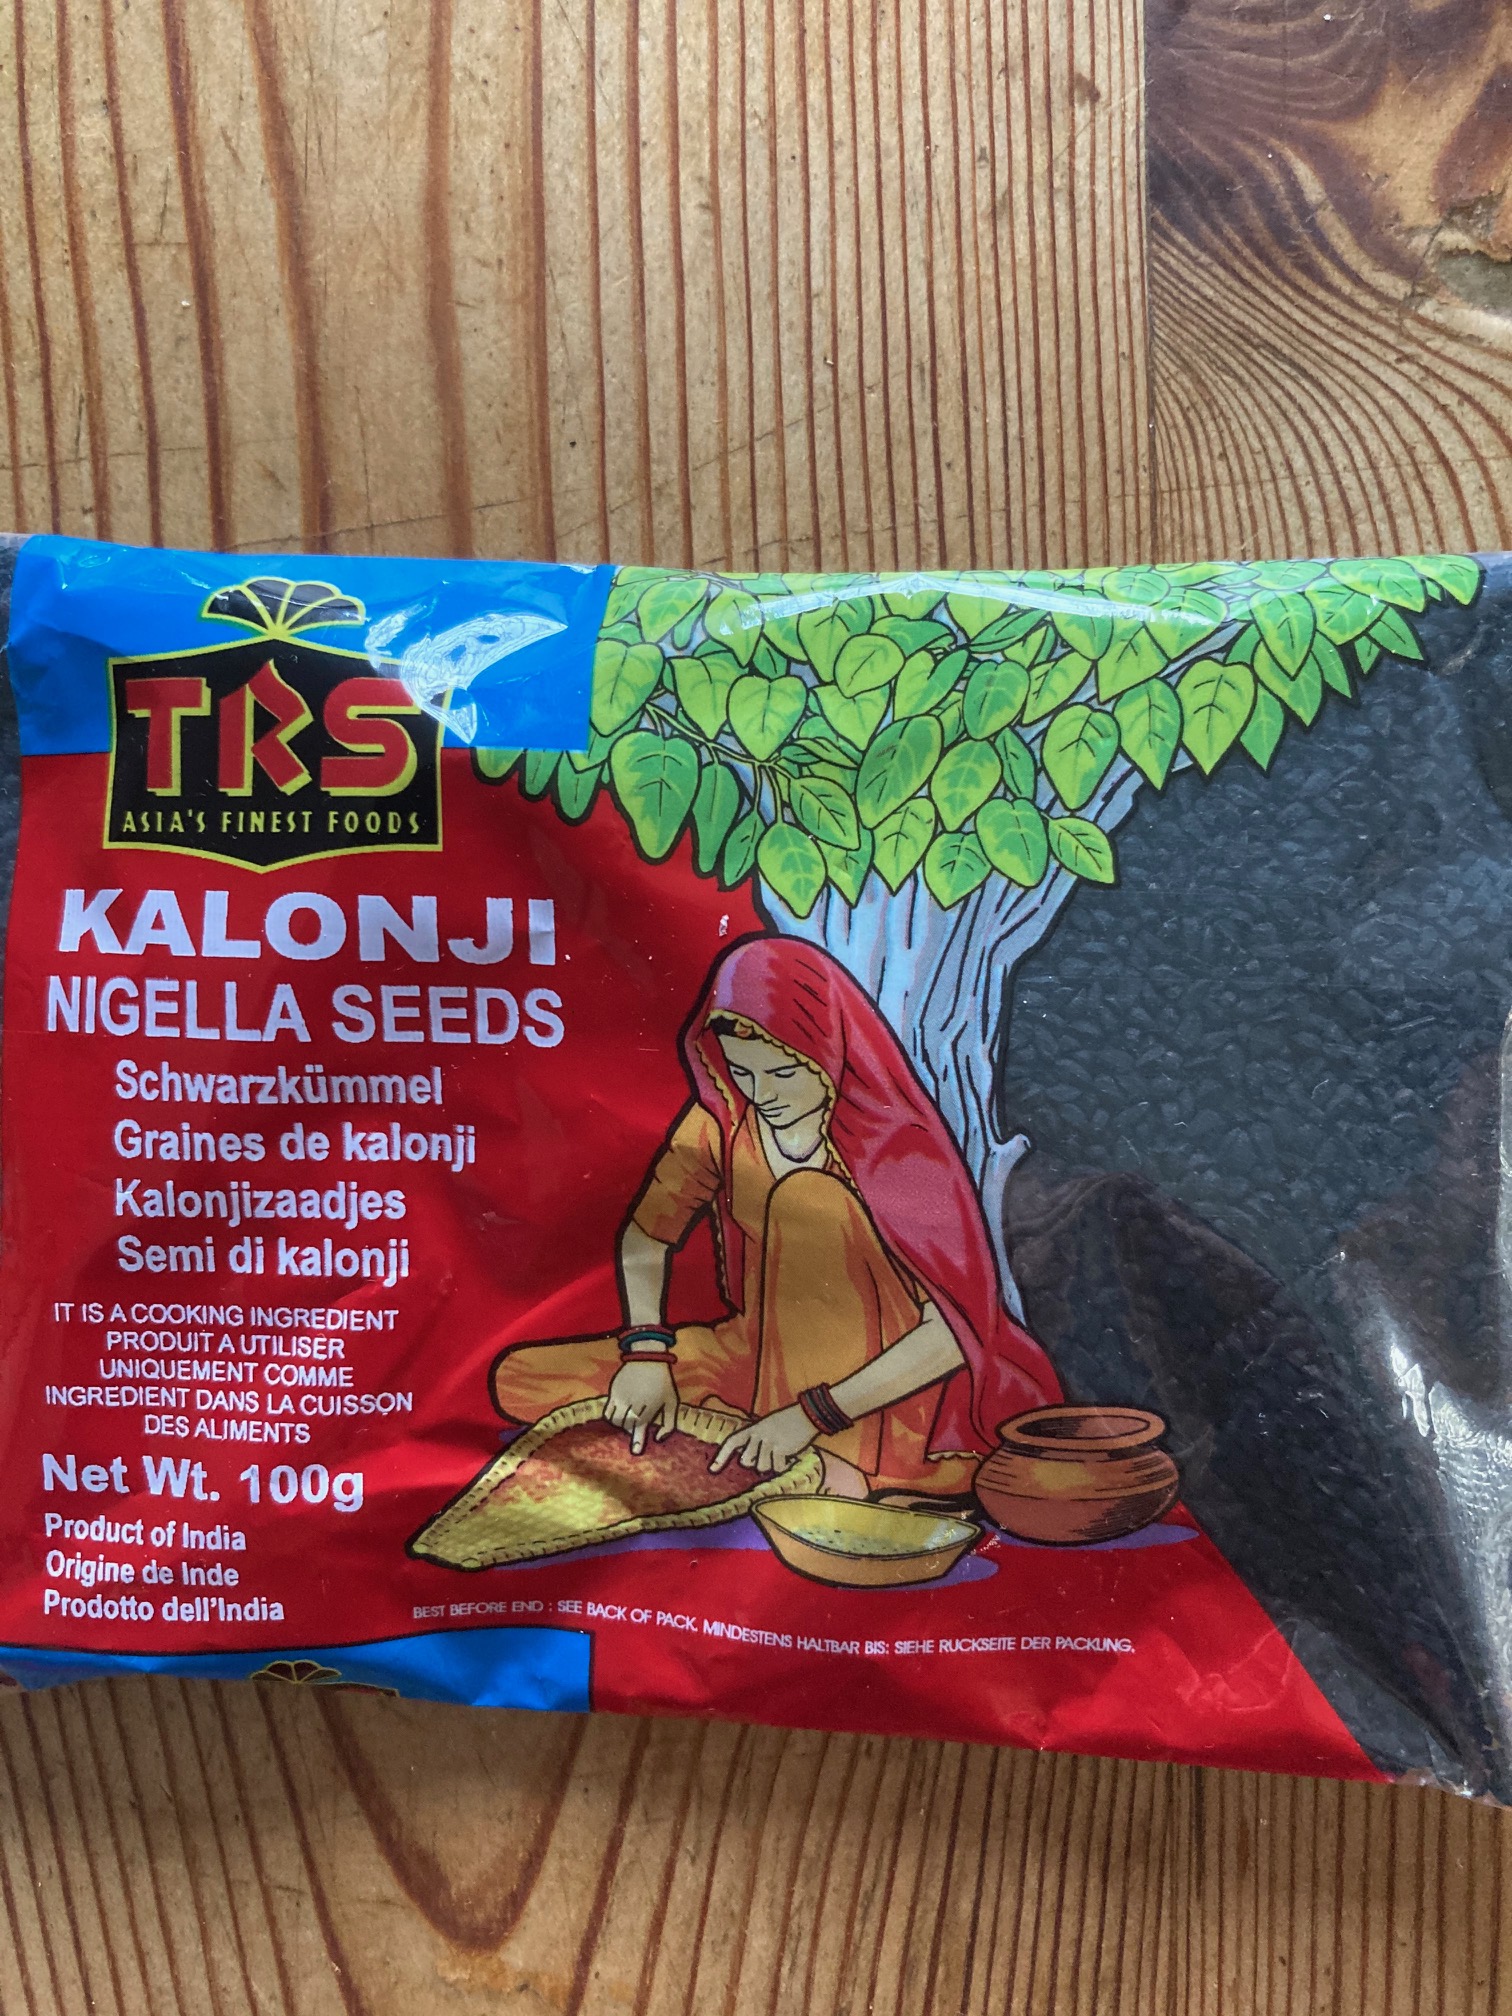 TRS
ASIA'S FINEST FOODS
KALONJI
NIGELLA SEEDS
Schwarzkümmel
Graines de kalonji
Kalonjizaadjes
Semi di kalonji
IT IS A COOKING INGREDIENT
PRODUIT A UTILISER
UNIQUEMENT COMME
INGREDIENT DANS LA CUISSON
DES ALIMENTS
Net Wt. 100g
Product of India
Origine de Inde
Prodotto dell'India
BEST BEFORE END : SEE BACK OF PACK. MINDESTENS HALTBAR BIS: SIEHE RUCKSEITE DER PACKUNG.